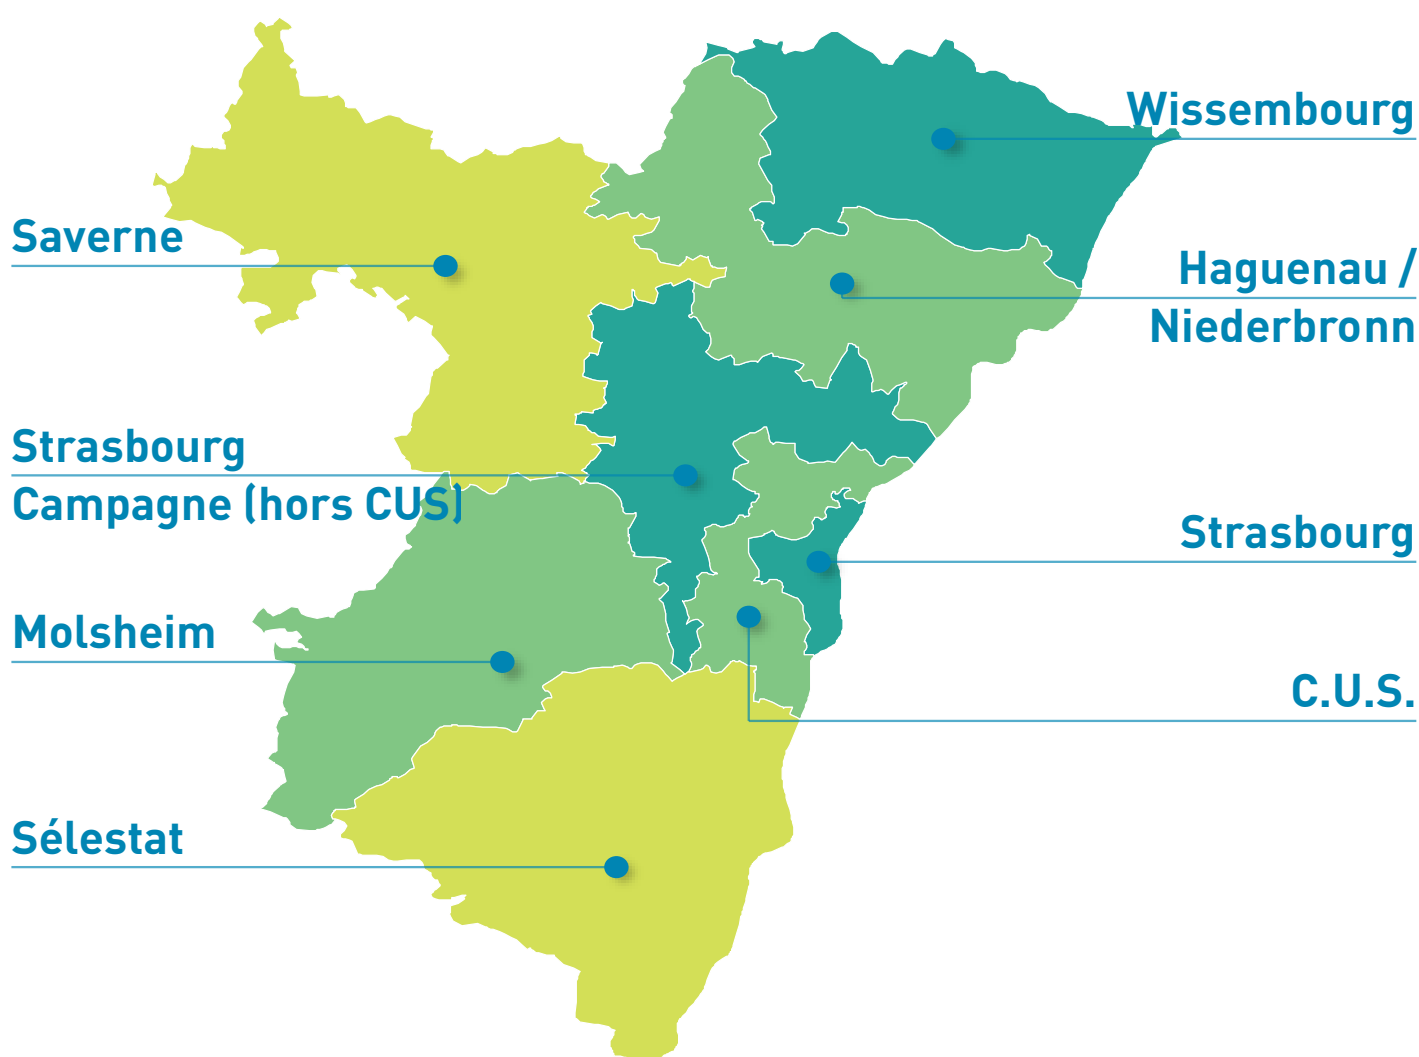 Wissembourg
Saverne
Haguenau /
Niederbronn
Strasbourg
Campagne (hors CUS)
Strasbourg
Molsheim
C.U.S.
Sélestat